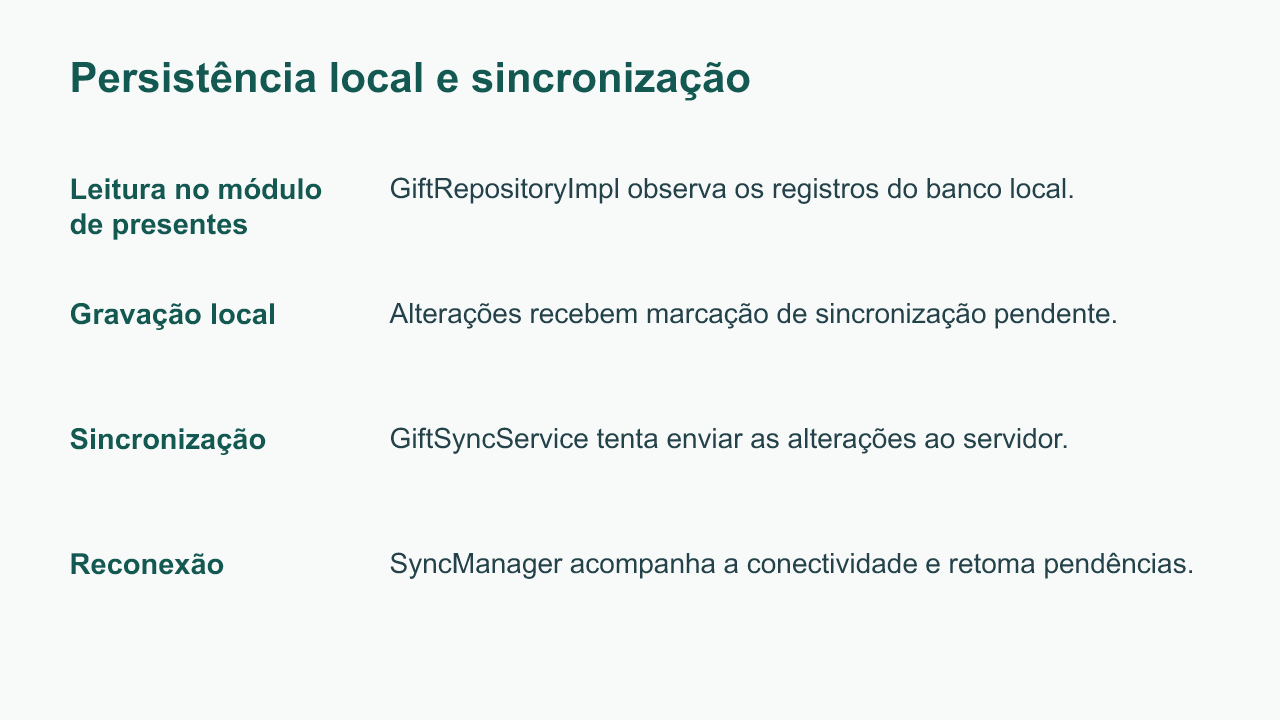 Persistência local e sincronização
Leitura no módulo
de presentes
GiftRepositoryImpl observa os registros do banco local.
Gravação local
Alterações recebem marcação de sincronização pendente.
Sincronização
GiftSyncService tenta enviar as alterações ao servidor.
Reconexão
SyncManager acompanha a conectividade e retoma pendências.